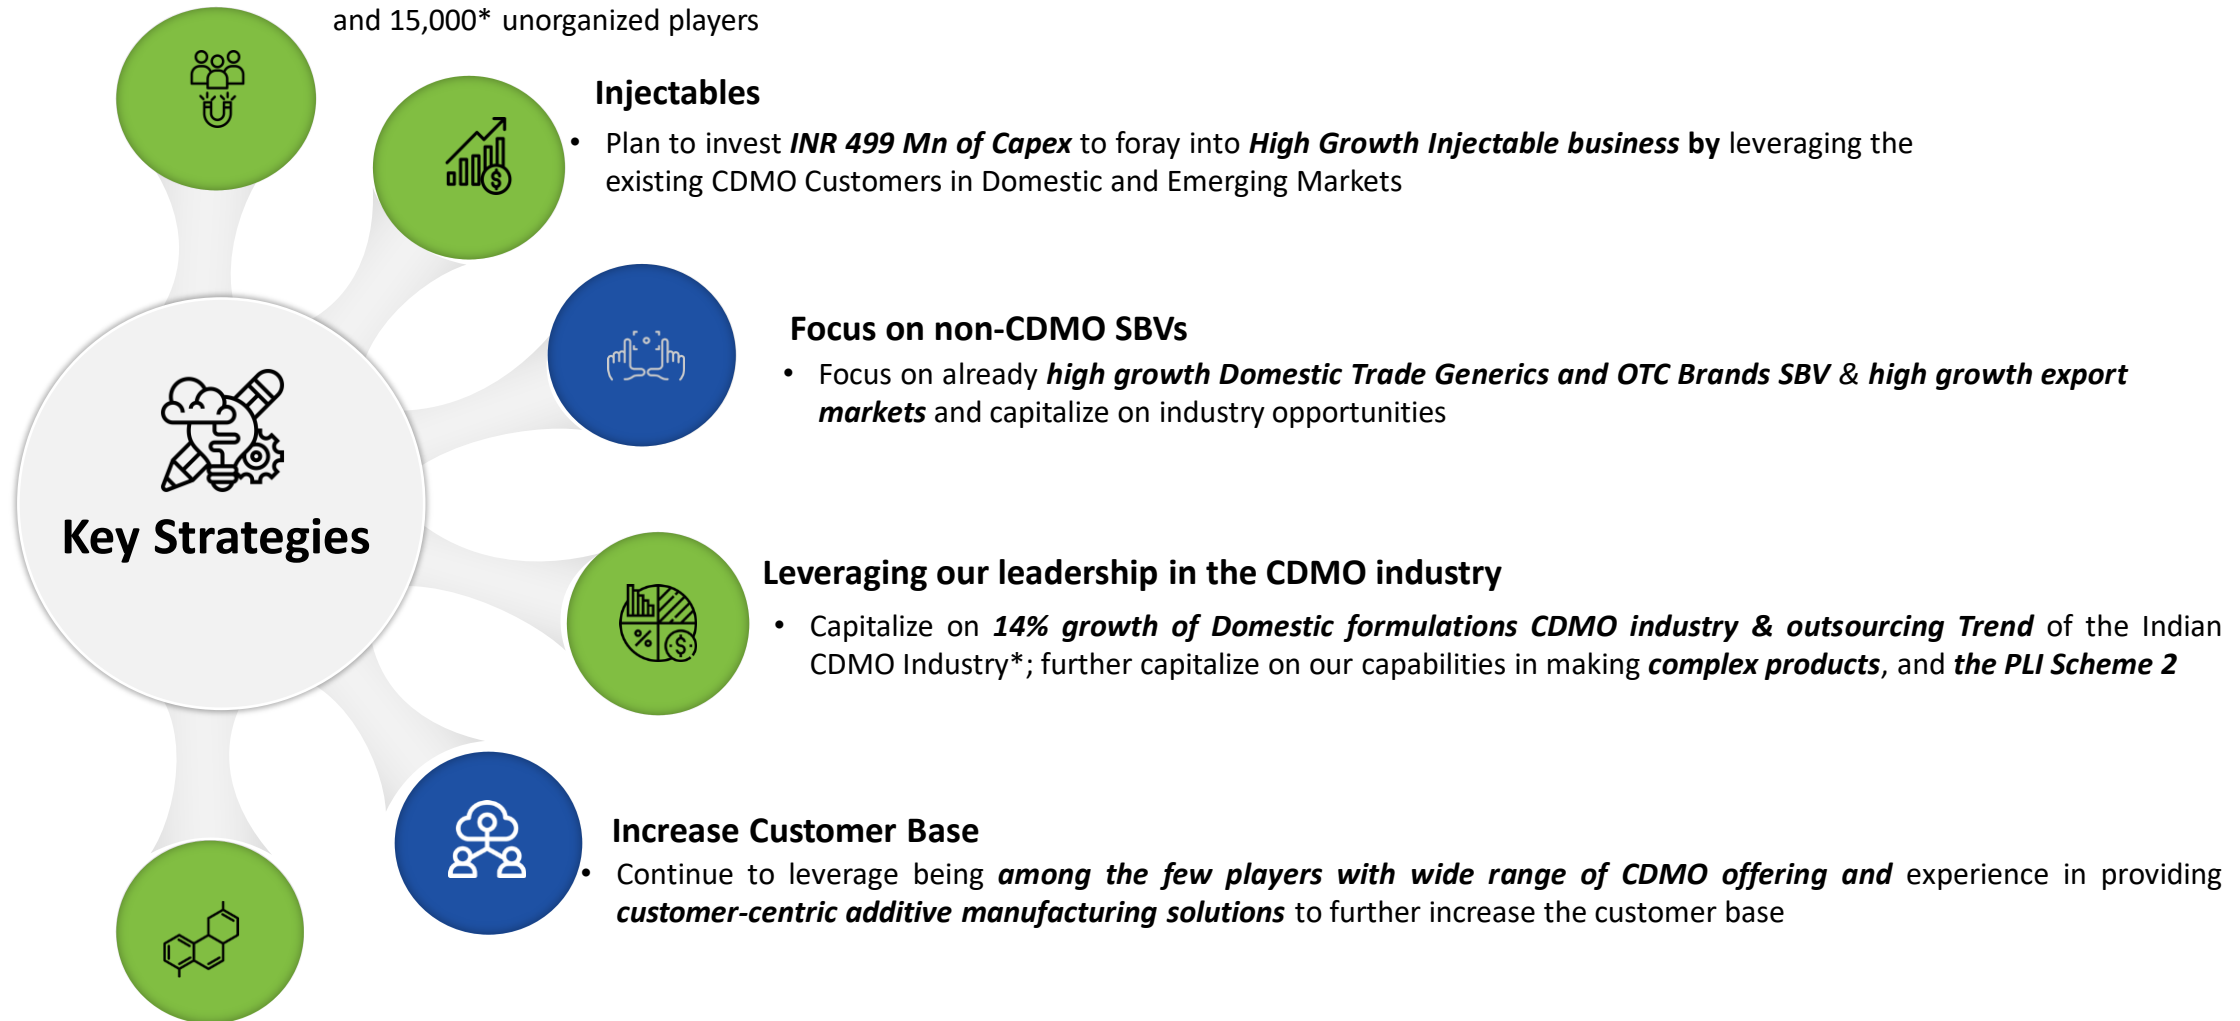 and 15,000* unorganized players
Injectables
• Plan to invest INR 499 Mn of Capex to foray into High Growth Injectable business by leveraging the
existing CDMO Customers in Domestic and Emerging Markets
Focus on non-CDMO SBVs
• Focus on already high growth Domestic Trade Generics and OTC Brands SBV & high growth export
markets and capitalize on industry opportunities
Key Strategies
Leveraging our leadership in the CDMO industry
• Capitalize on 14% growth of Domestic formulations CDMO industry & outsourcing Trend of the Indian
CDMO Industry*; further capitalize on our capabilities in making complex products, and the PLI Scheme 2
Increase Customer Base
• Continue to leverage being among the few players with wide range of CDMO offering and experience in providing
customer-centric additive manufacturing solutions to further increase the customer base